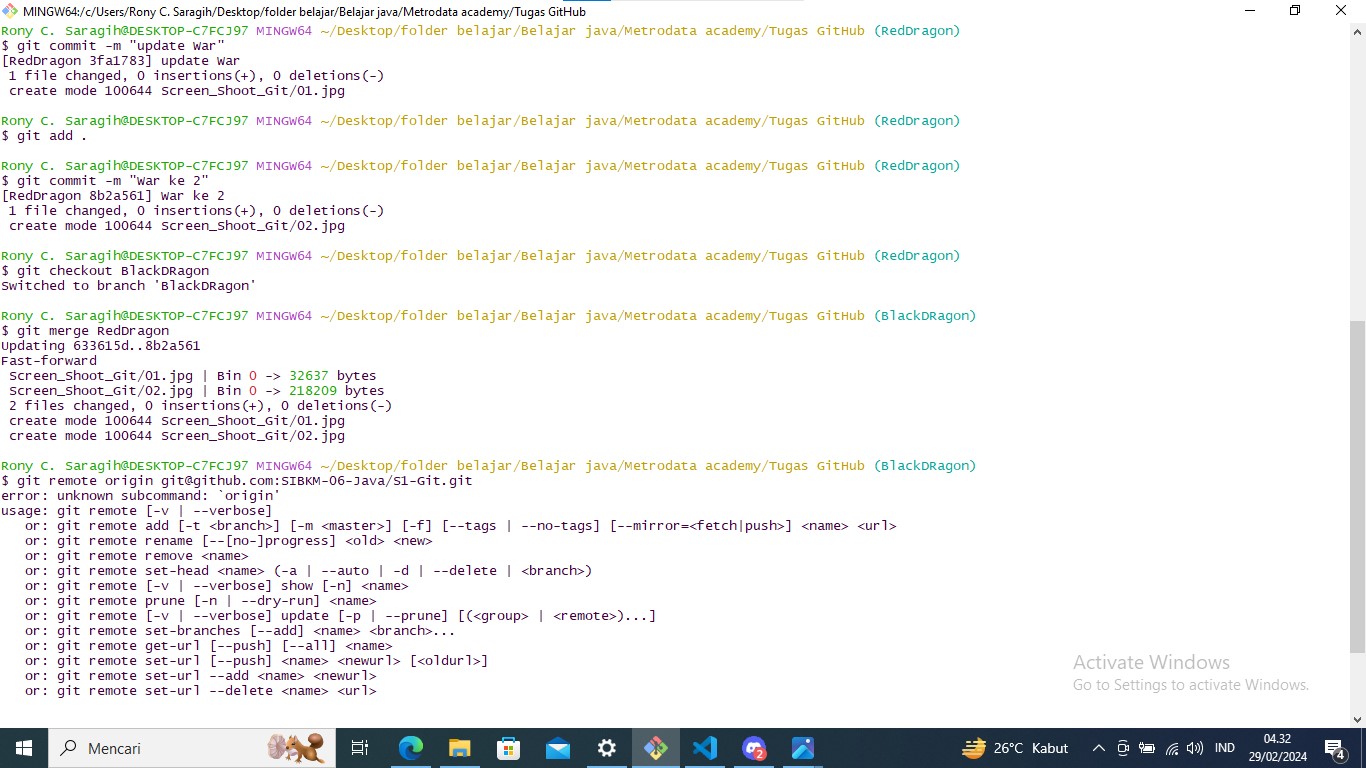 MINGW64:/c/Users/Rony C. Saragih/Desktop/folder belajar/Belajar java/Metrodata academy/Tugas GitHub
Rony C. Saragih@DESKTOP-C7FCJ97 MINGW64 ~/Desktop/folder belajar/Belajar java/Metrodata academy/Tugas GitHub (RedDragon)
$ git commit -m "update War"
[RedDragon 3fa1783] update War
 1 file changed, 0 insertions(+), 0 deletions(-)
 create mode 100644 Screen_Shoot_Git/01.jpg
Rony C. Saragih@DESKTOP-C7FCJ97 MINGW64 ~/Desktop/folder belajar/Belajar java/Metrodata academy/Tugas GitHub (RedDragon)
$ git add .
Rony C. Saragih@DESKTOP-C7FCJ97 MINGW64 ~/Desktop/folder belajar/Belajar java/Metrodata academy/Tugas GitHub (RedDragon)
$ git commit -m "War ke 2"
[RedDragon 8b2a561] War ke 2
 1 file changed, 0 insertions(+), 0 deletions(-)
 create mode 100644 Screen_Shoot_Git/02.jpg
Rony C. Saragih@DESKTOP-C7FCJ97 MINGW64 ~/Desktop/folder belajar/Belajar java/Metrodata academy/Tugas GitHub (RedDragon)
$ git checkout BlackDRagon
Switched to branch 'BlackDRagon'
Rony C. Saragih@DESKTOP-C7FCJ97 MINGW64 ~/Desktop/folder belajar/Belajar java/Metrodata academy/Tugas GitHub (BlackDRagon)
$ git merge RedDragon
Updating 633615d..8b2a561
Fast-forward
 Screen_Shoot_Git/01.jpg | Bin 0 -> 32637 bytes
 Screen_Shoot_Git/02.jpg | Bin 0 -> 218209 bytes
 2 files changed, 0 insertions(+), 0 deletions(-)
 create mode 100644 Screen_Shoot_Git/01.jpg
 create mode 100644 Screen_Shoot_Git/02.jpg
Rony C. Saragih@DESKTOP-C7FCJ97 MINGW64 ~/Desktop/folder belajar/Belajar java/Metrodata academy/Tugas GitHub (BlackDRagon)
$ git remote origin git@github.com:SIBKM-06-Java/S1-Git.git
error: unknown subcommand: `origin'
usage: git remote [-v | --verbose]
   or: git remote add [-t <branch>] [-m <master>] [-f] [--tags | --no-tags] [--mirror=<fetch|push>] <name> <url>
   or: git remote rename [--[no-]progress] <old> <new>
   or: git remote remove <name>
   or: git remote set-head <name> (-a | --auto | -d | --delete | <branch>)
   or: git remote [-v | --verbose] show [-n] <name>
   or: git remote prune [-n | --dry-run] <name>
   or: git remote [-v | --verbose] update [-p | --prune] [(<group> | <remote>)...]
   or: git remote set-branches [--add] <name> <branch>...
   or: git remote get-url [--push] [--all] <name>
   or: git remote set-url [--push] <name> <newurl> [<oldurl>]
   or: git remote set-url --add <name> <newurl>
   or: git remote set-url --delete <name> <url>
Activate Windows
Go to Settings to activate Windows.
Mencari
2
26°C Kabut
IND
04.32
29/02/2024
4